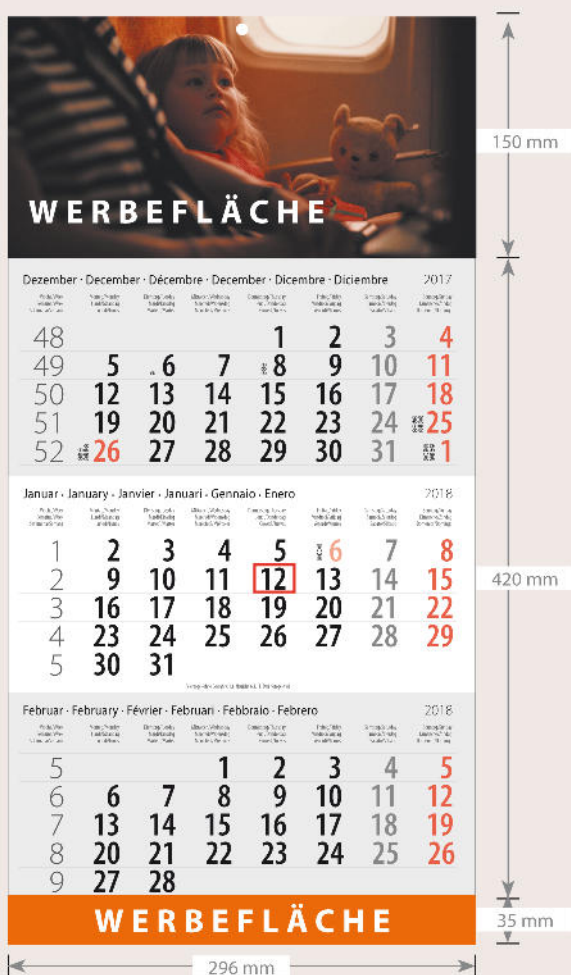 WERBEFLÄCHE
150 mm
Dezember · December · Décembre · December · Dicembre · Diciembre 2017
48 1 2 3 4
49 5 6 7 8 9 10 11
50 12 13 14 15 16 17 18
51 19 20 21 22 23 24 25
52 26 27 28 29 30 31 1
Januar · January · Janvier · Januari · Gennaio · Enero 2018
1 2 3 4 5 6 7 8
2 9 10 11 12 13 14 15
420 mm
3 16 17 18 19 20 21 22
4 23 24 25 26 27 28 29
5 30 31
Februar · February · Février · Februari · Febbraio · Febrero 2018
5 1 2 3 4 5
6 6 7 8 9 10 11 12
7 13 14 15 16 17 18 19
8 20 21 22 23 24 25 26
9 27 28
WERBEFLÄCHE
35 mm
296 mm